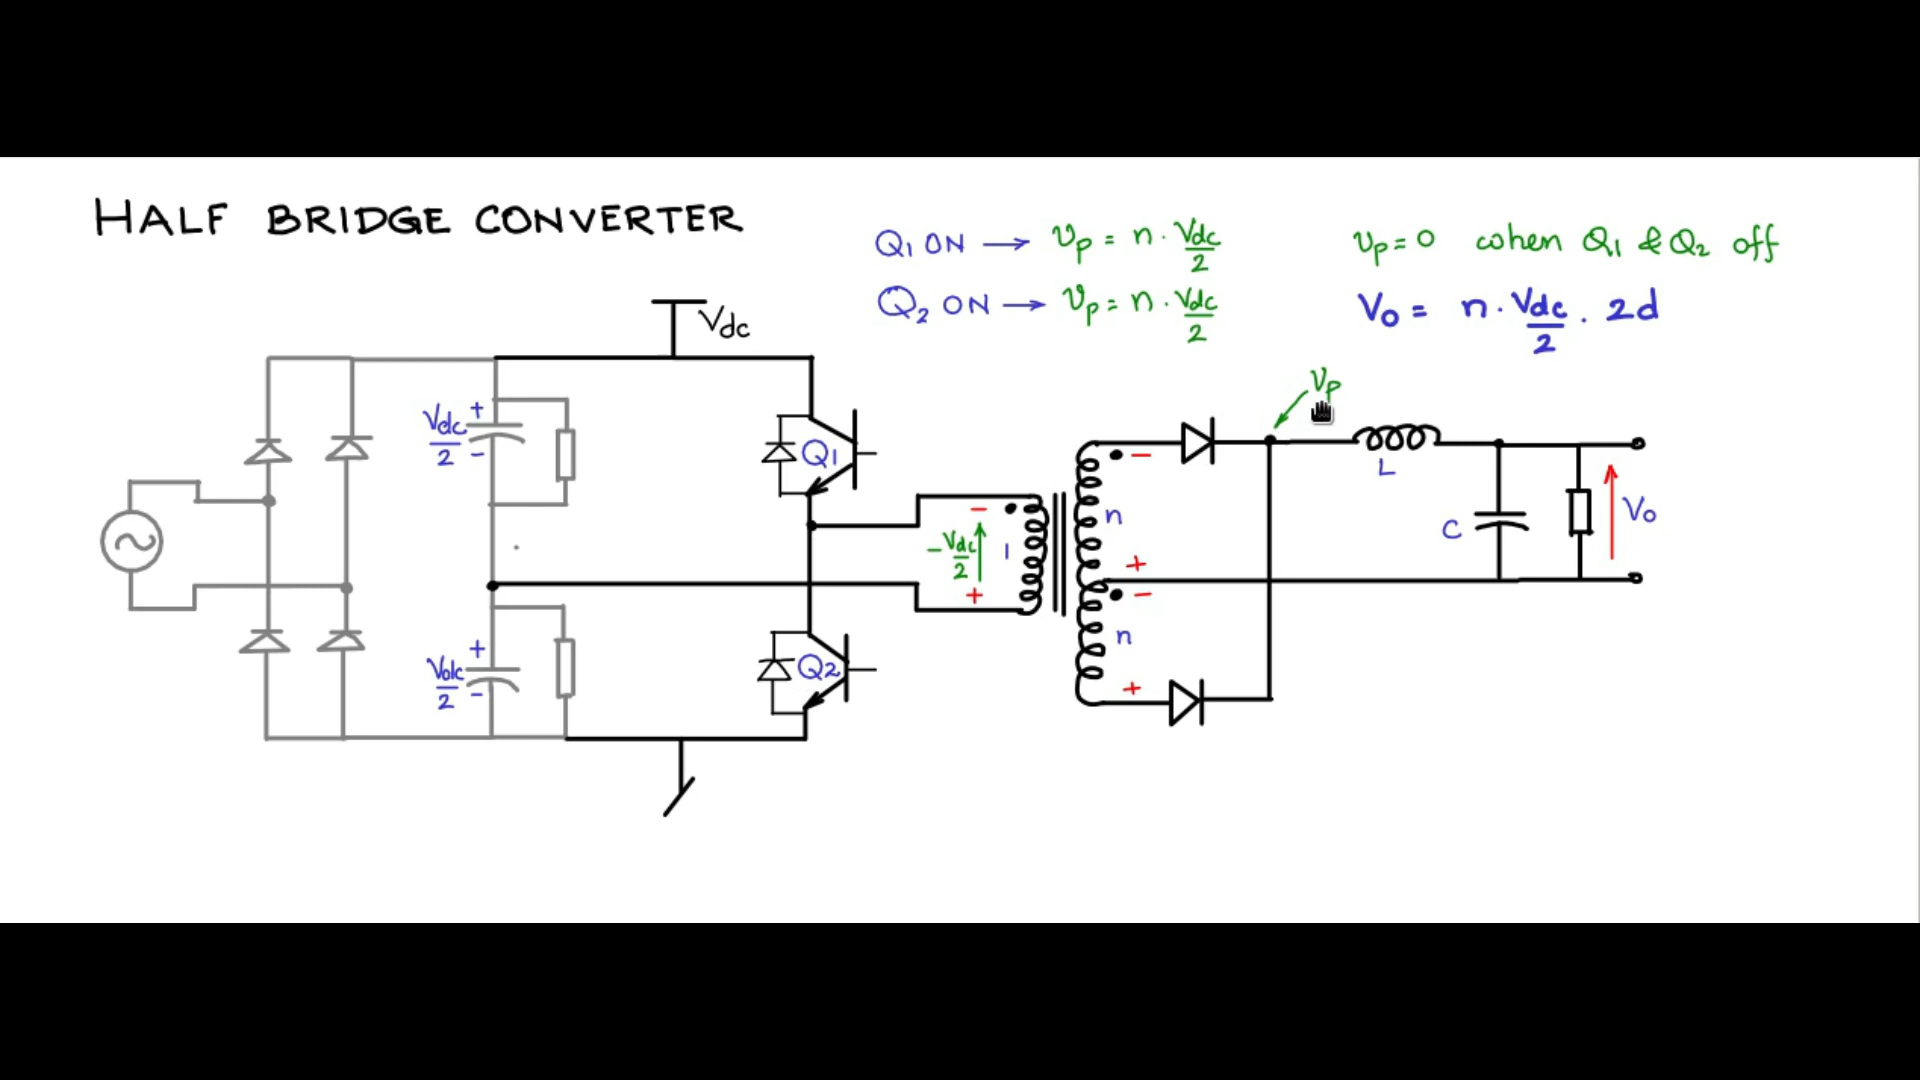 HALF BRIDGE CONVERTER
Q1 ON → vp = n · Vdc/2
vp = 0 when Q1 & Q2 off
Q2 ON → vp = n · Vdc/2
Vo = n · Vdc/2 · 2d
Vdc
vp
Vdc/2
+
-
Q1
L
n
C
Vo
-
- Vdc/2
+
1
-
+
-
n
+
Vdc/2
+
-
Q2